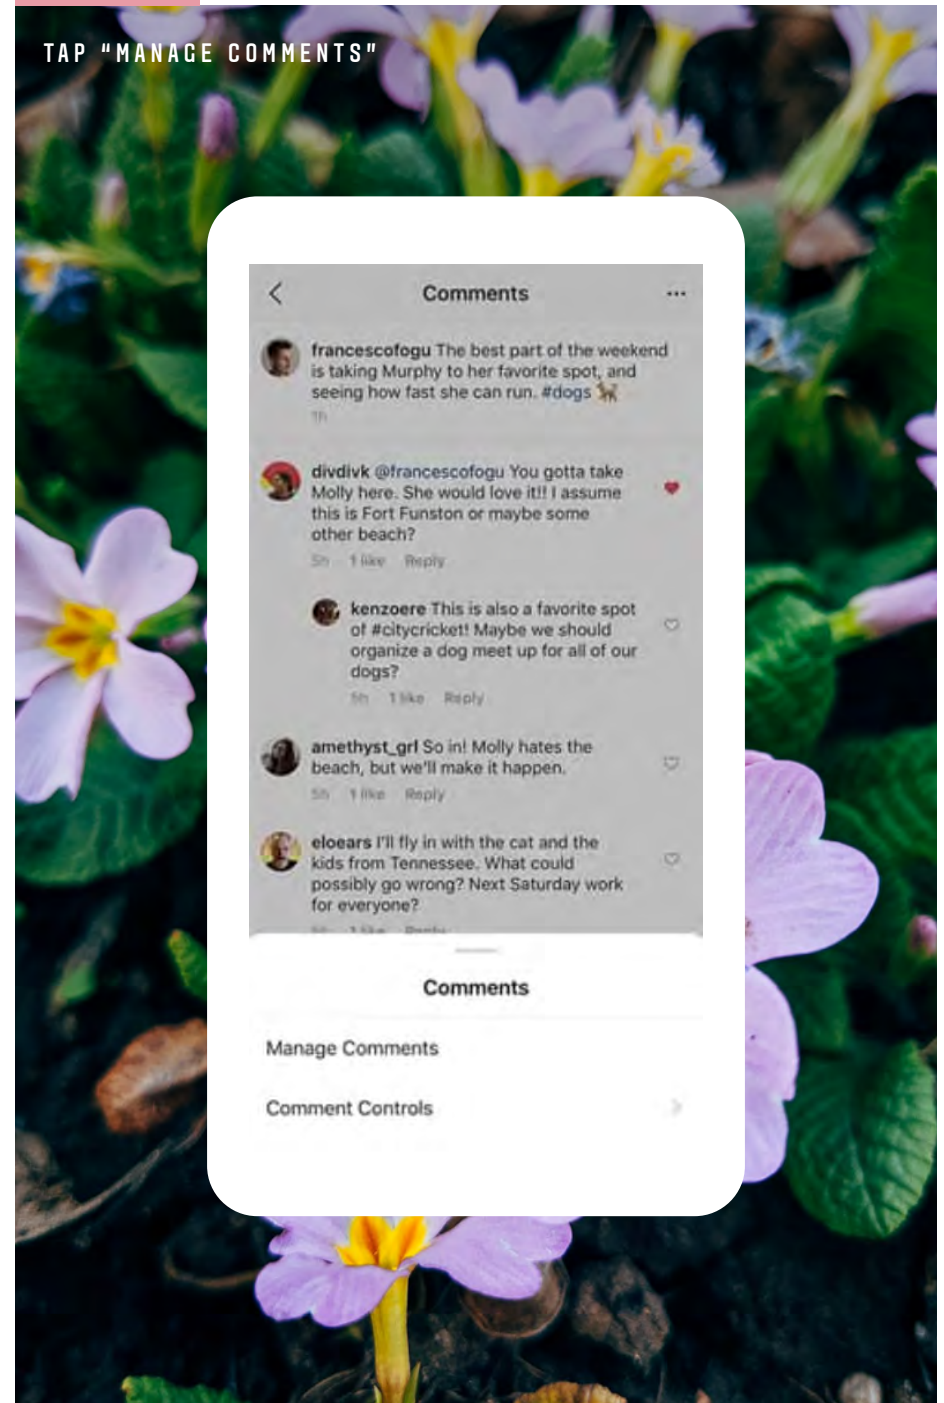 TAP “MANAGE COMMENTS”
Comments
francescofogu The best part of the weekend
is taking Murphy to her favorite spot, and
seeing how fast she can run. #dogs 🐕
1h
divdivk @francescofogu You gotta take
Molly here. She would love it!! I assume
this is Fort Funston or maybe some
other beach?
5h 1 like Reply
kenzoere This is also a favorite spot
of #citycricket! Maybe we should
organize a dog meet up for all of our
dogs?
5h 1 like Reply
amethyst_grl So in! Molly hates the
beach, but we'll make it happen.
5h 1 like Reply
eloears I'll fly in with the cat and the
kids from Tennessee. What could
possibly go wrong? Next Saturday work
for everyone?
5h 1 like Reply
Comments
Manage Comments
Comment Controls